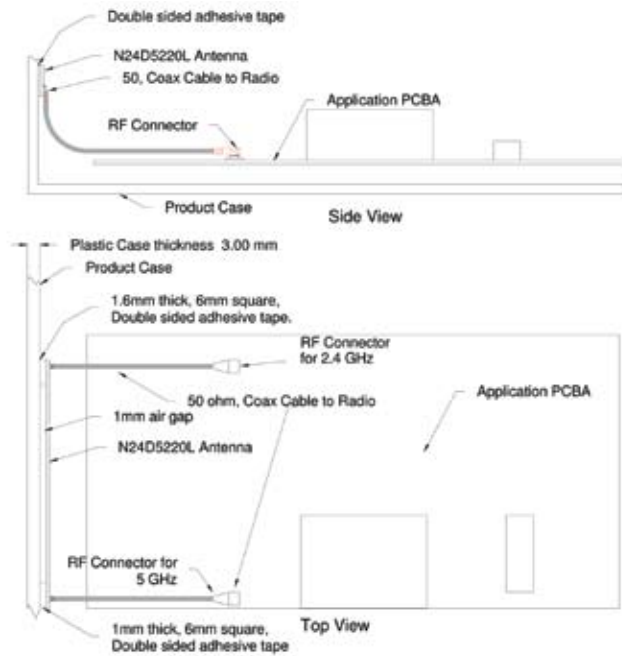 Double sided adhesive tape
N24D5220L Antenna
50, Coax Cable to Radio
Application PCBA
RF Connector
Product Case
Side View
Plastic Case thickness 3.00 mm
Product Case
1.6mm thick, 6mm square,
Double sided adhesive tape.
RF Connector
for 2.4 GHz
50 ohm, Coax Cable to Radio
Application PCBA
1mm air gap
N24D5220L Antenna
RF Connector for
5 GHz
Top View
1mm thick, 6mm square,
Double sided adhesive tape